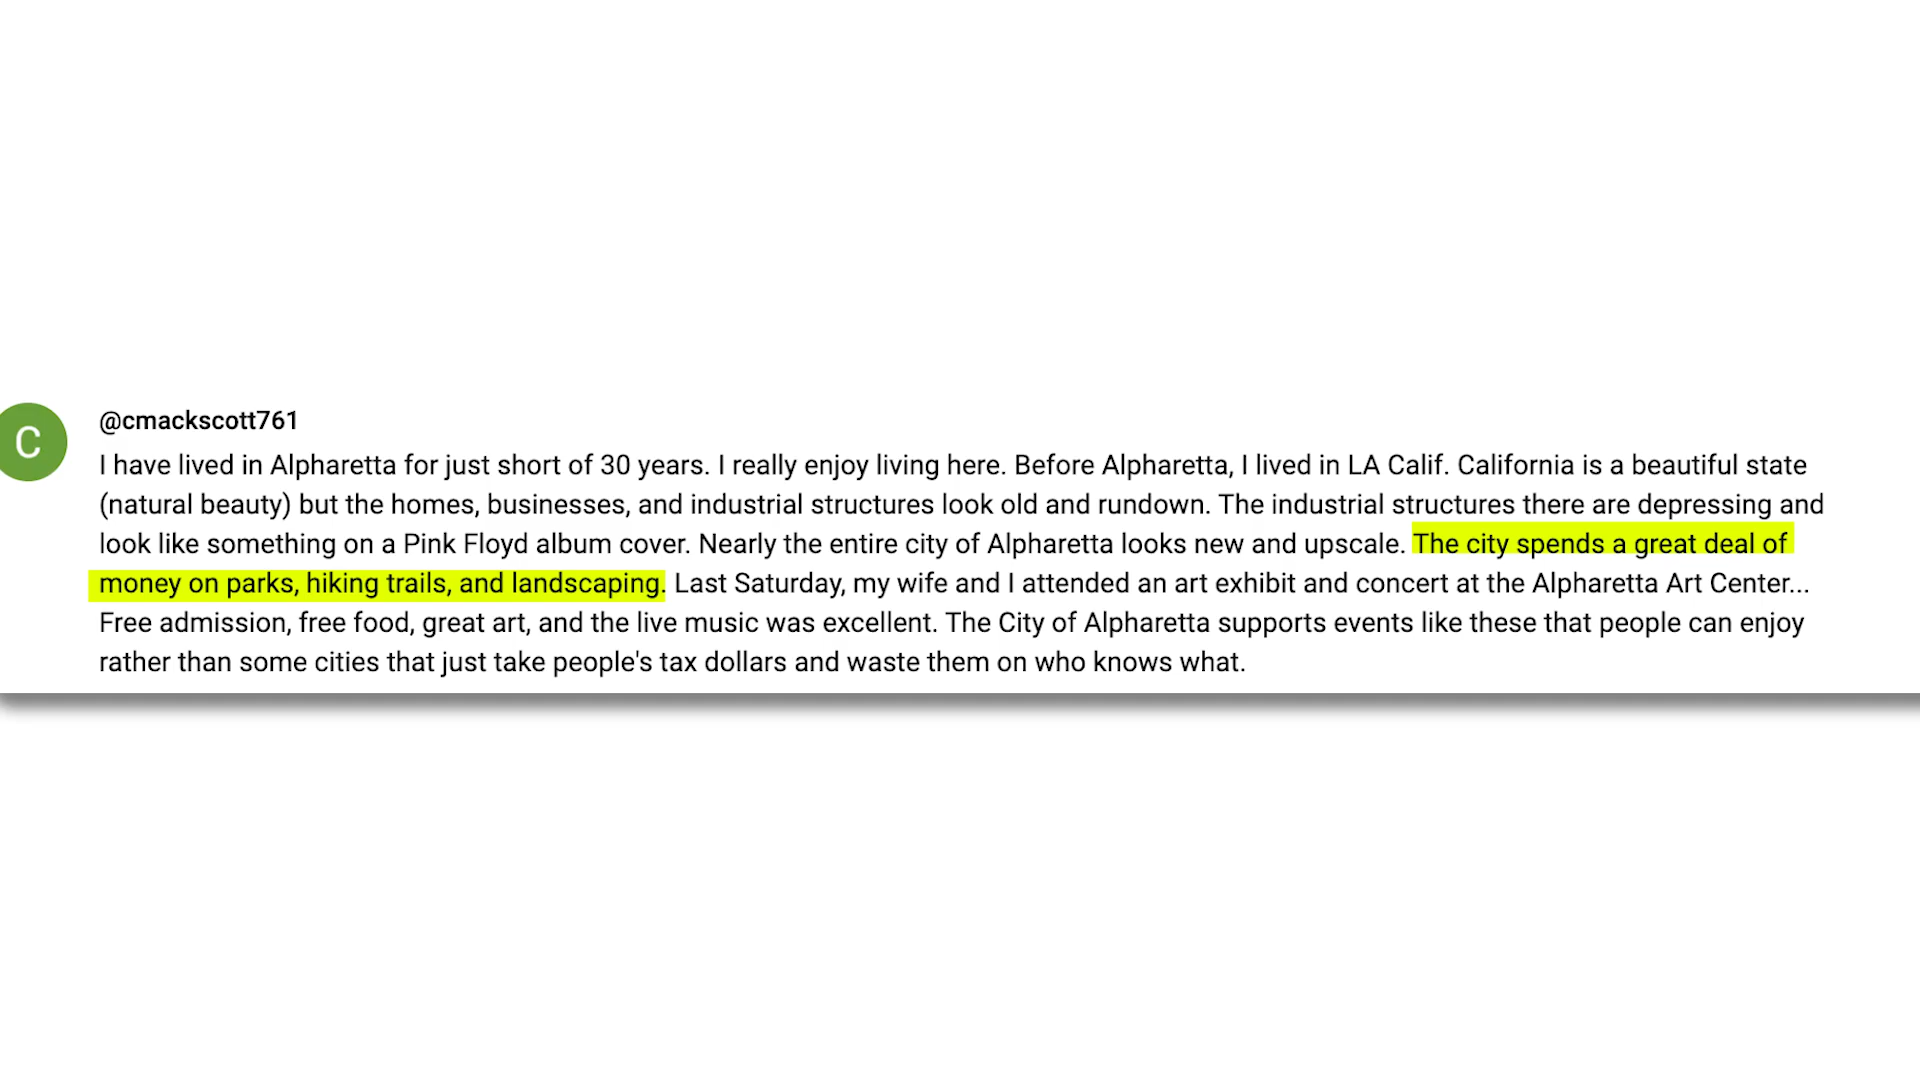 C
@cmackscott761
I have lived in Alpharetta for just short of 30 years. I really enjoy living here. Before Alpharetta, I lived in LA Calif. California is a beautiful state
(natural beauty) but the homes, businesses, and industrial structures look old and rundown. The industrial structures there are depressing and
look like something on a Pink Floyd album cover. Nearly the entire city of Alpharetta looks new and upscale. The city spends a great deal of
money on parks, hiking trails, and landscaping. Last Saturday, my wife and I attended an art exhibit and concert at the Alpharetta Art Center...
Free admission, free food, great art, and the live music was excellent. The City of Alpharetta supports events like these that people can enjoy
rather than some cities that just take people's tax dollars and waste them on who knows what.